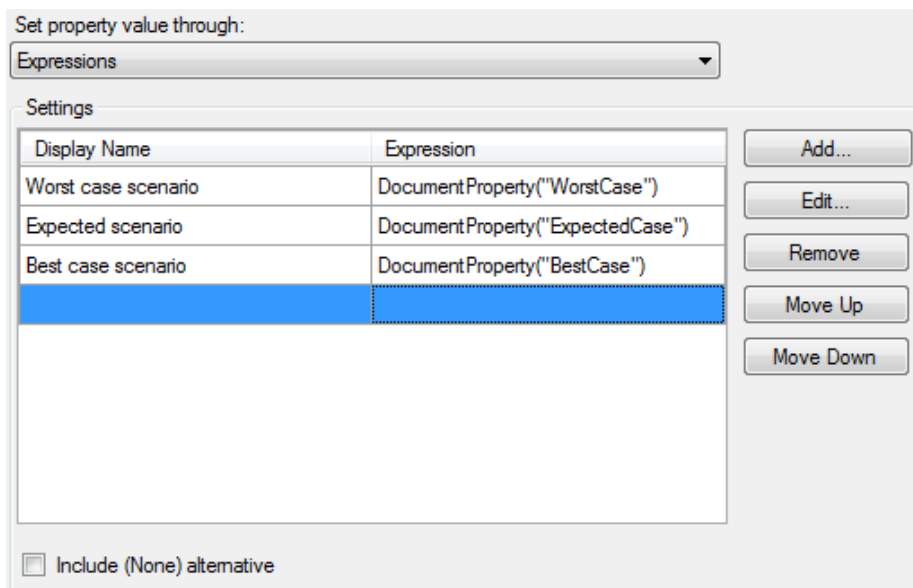 Set property value through:
Expressions
Settings
Display Name Expression
Worst case scenario DocumentProperty("WorstCase")
Expected scenario DocumentProperty("ExpectedCase")
Best case scenario DocumentProperty("BestCase")
Add...
Edit...
Remove
Move Up
Move Down
Include (None) alternative